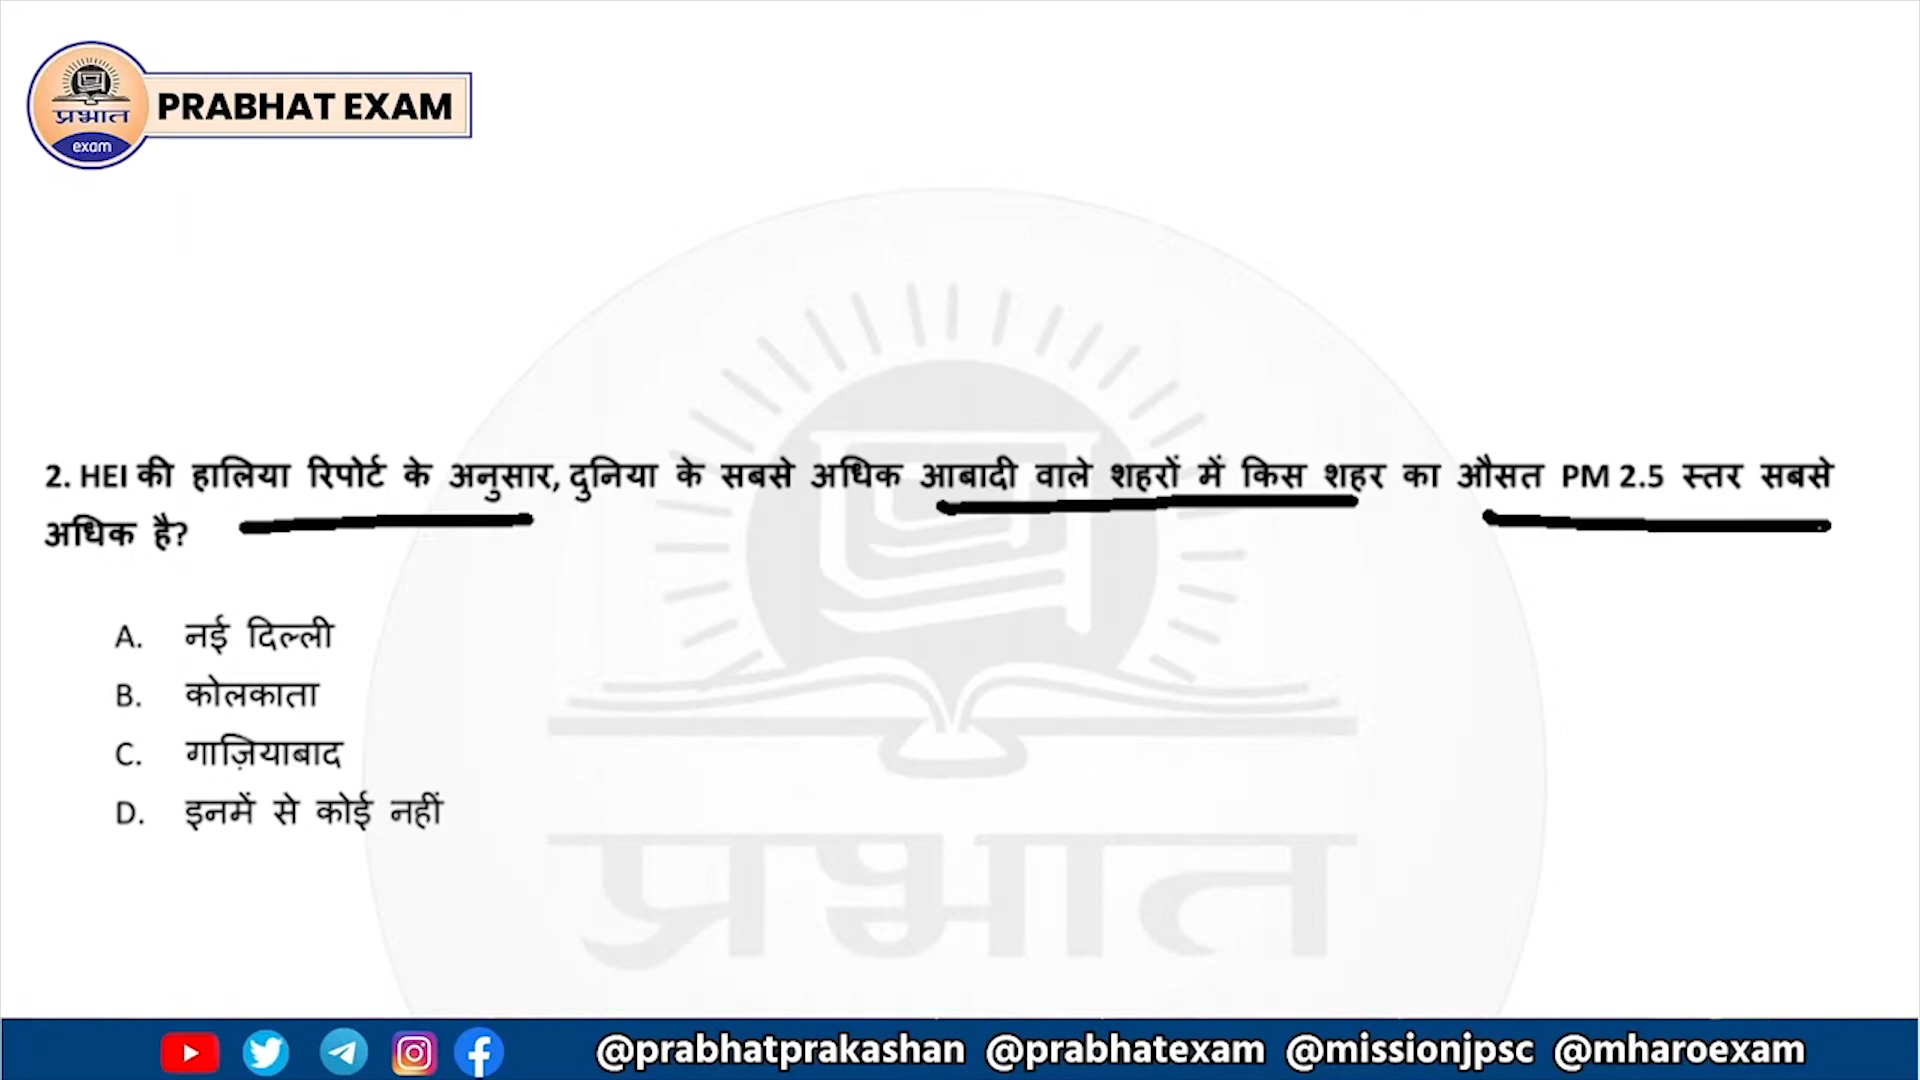 प्रभात
exam
PRABHAT EXAM
2. HEI की हालिया रिपोर्ट के अनुसार, दुनिया के सबसे अधिक आबादी वाले शहरों में किस शहर का औसत PM 2.5 स्तर सबसे
अधिक है?
A. नई दिल्ली
B. कोलकाता
C. गाज़ियाबाद
D. इनमें से कोई नहीं
प्रभात
@prabhatprakashan @prabhatexam @missionjpsc @mharoexam